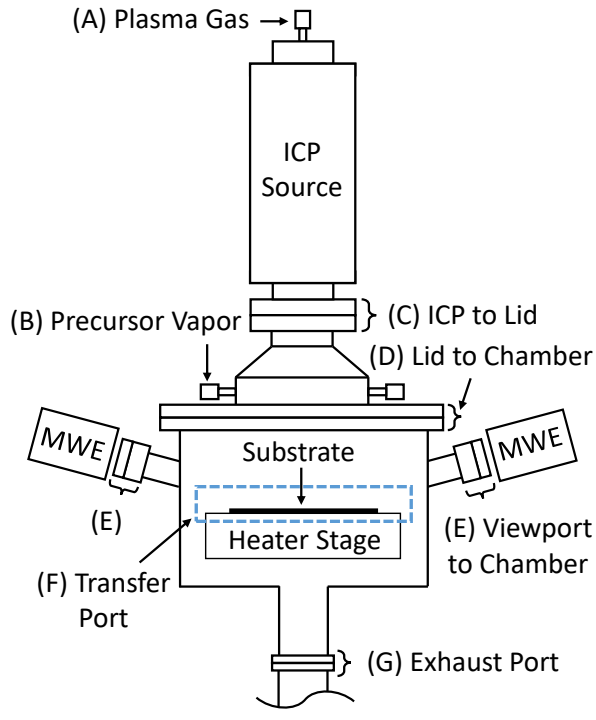 (A) Plasma Gas
ICP
Source
(B) Precursor Vapor
(C) ICP to Lid
(D) Lid to Chamber
MWE
MWE
Substrate
(E)
(E) Viewport
to Chamber
Heater Stage
(F) Transfer
Port
(G) Exhaust Port